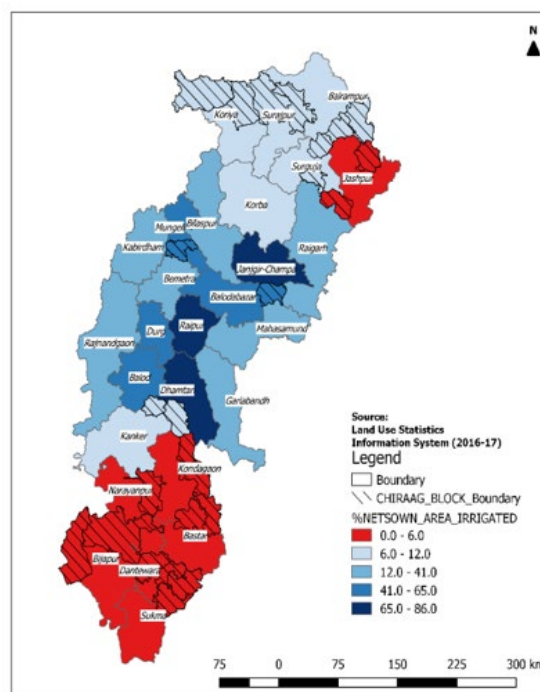 N
Balrampur
Koriya
Surajpur
Surguja
Jashpur
Korba
Bilaspur
Mungeli
Kabirdham
Raigarh
Janjgir-Champa
Bemetra
Balodabazar
Raipur
Durg
Mahasamund
Rajnandgaon
Balod
Dhamtari
Gariabandh
Kanker
Kondagaon
Narayanpur
Bastar
Bijapur
Dantewara
Sukma
Source:
Land Use Statistics
Information System (2016-17)
Legend
Boundary
CHIRAAG_BLOCK_Boundary
%NETSOWN_AREA_IRRIGATED
0.0 - 6.0
6.0 - 12.0
12.0 - 41.0
41.0 - 65.0
65.0 - 86.0
75 0 75 150 225 300 km